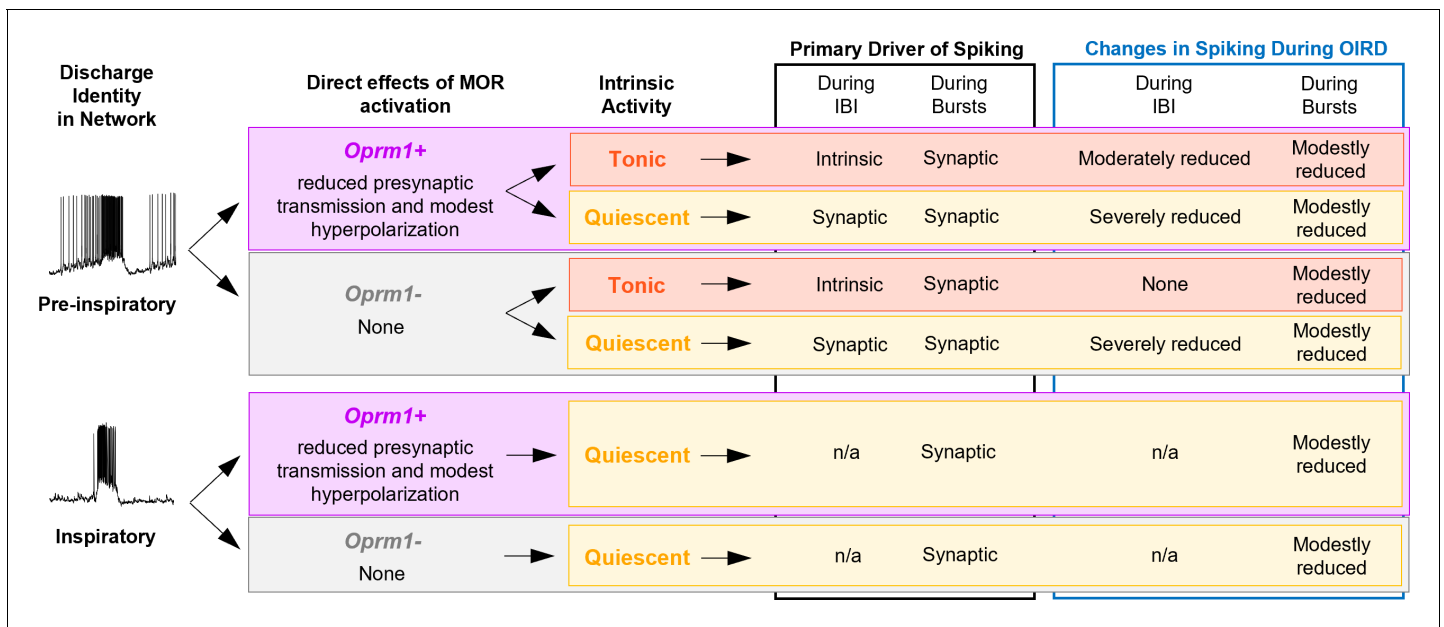 Primary Driver of Spiking
Changes in Spiking During OIRD
Discharge
Identity
in Network
Direct effects of MOR
activation
Intrinsic
Activity
During
IBI
During
Bursts
During
IBI
During
Bursts
Pre-inspiratory
Oprm1+
reduced presynaptic
transmission and modest
hyperpolarization
Tonic
Intrinsic
Synaptic
Moderately reduced
Modestly
reduced
Quiescent
Synaptic
Synaptic
Severely reduced
Modestly
reduced
Oprm1-
None
Tonic
Intrinsic
Synaptic
None
Modestly
reduced
Quiescent
Synaptic
Synaptic
Severely reduced
Modestly
reduced
Inspiratory
Oprm1+
reduced presynaptic
transmission and modest
hyperpolarization
Quiescent
n/a
Synaptic
n/a
Modestly
reduced
Oprm1-
None
Quiescent
n/a
Synaptic
n/a
Modestly
reduced